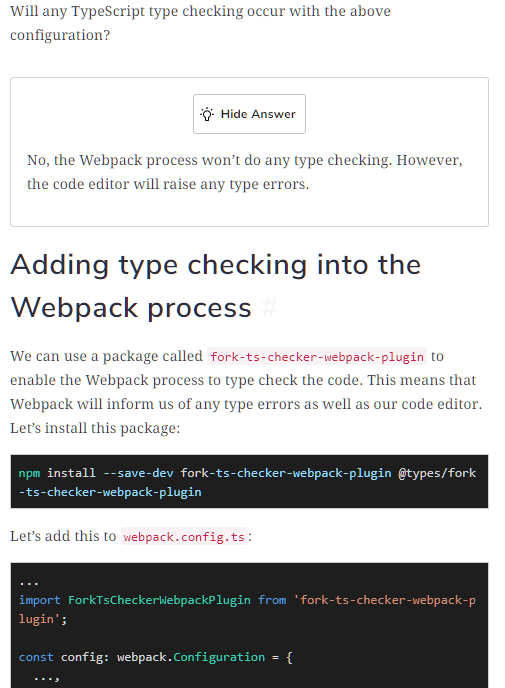 Will any TypeScript type checking occur with the above
configuration?
Hide Answer
No, the Webpack process won’t do any type checking. However,
the code editor will raise any type errors.
Adding type checking into the
Webpack process #
We can use a package called fork-ts-checker-webpack-plugin to
enable the Webpack process to type check the code. This means that
Webpack will inform us of any type errors as well as our code editor.
Let’s install this package:
npm install --save-dev fork-ts-checker-webpack-plugin @types/fork
-ts-checker-webpack-plugin
Let’s add this to webpack.config.ts:
...
import ForkTsCheckerWebpackPlugin from 'fork-ts-checker-webpack-p
lugin';
const config: webpack.Configuration = {
...,